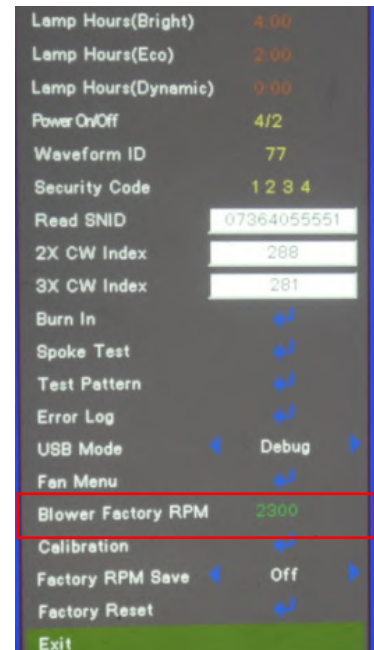 Lamp Hours(Bright) 4:00
Lamp Hours(Eco) 2:00
Lamp Hours(Dynamic) 0:00
Power On/Off 4/2
Waveform ID 77
Security Code 1 2 3 4
Read SNID 07364055551
2X CW Index 288
3X CW Index 281
Burn In
Spoke Test
Test Pattern
Error Log
USB Mode Debug
Fan Menu
Blower Factory RPM 2300
Calibration
Factory RPM Save Off
Factory Reset
Exit